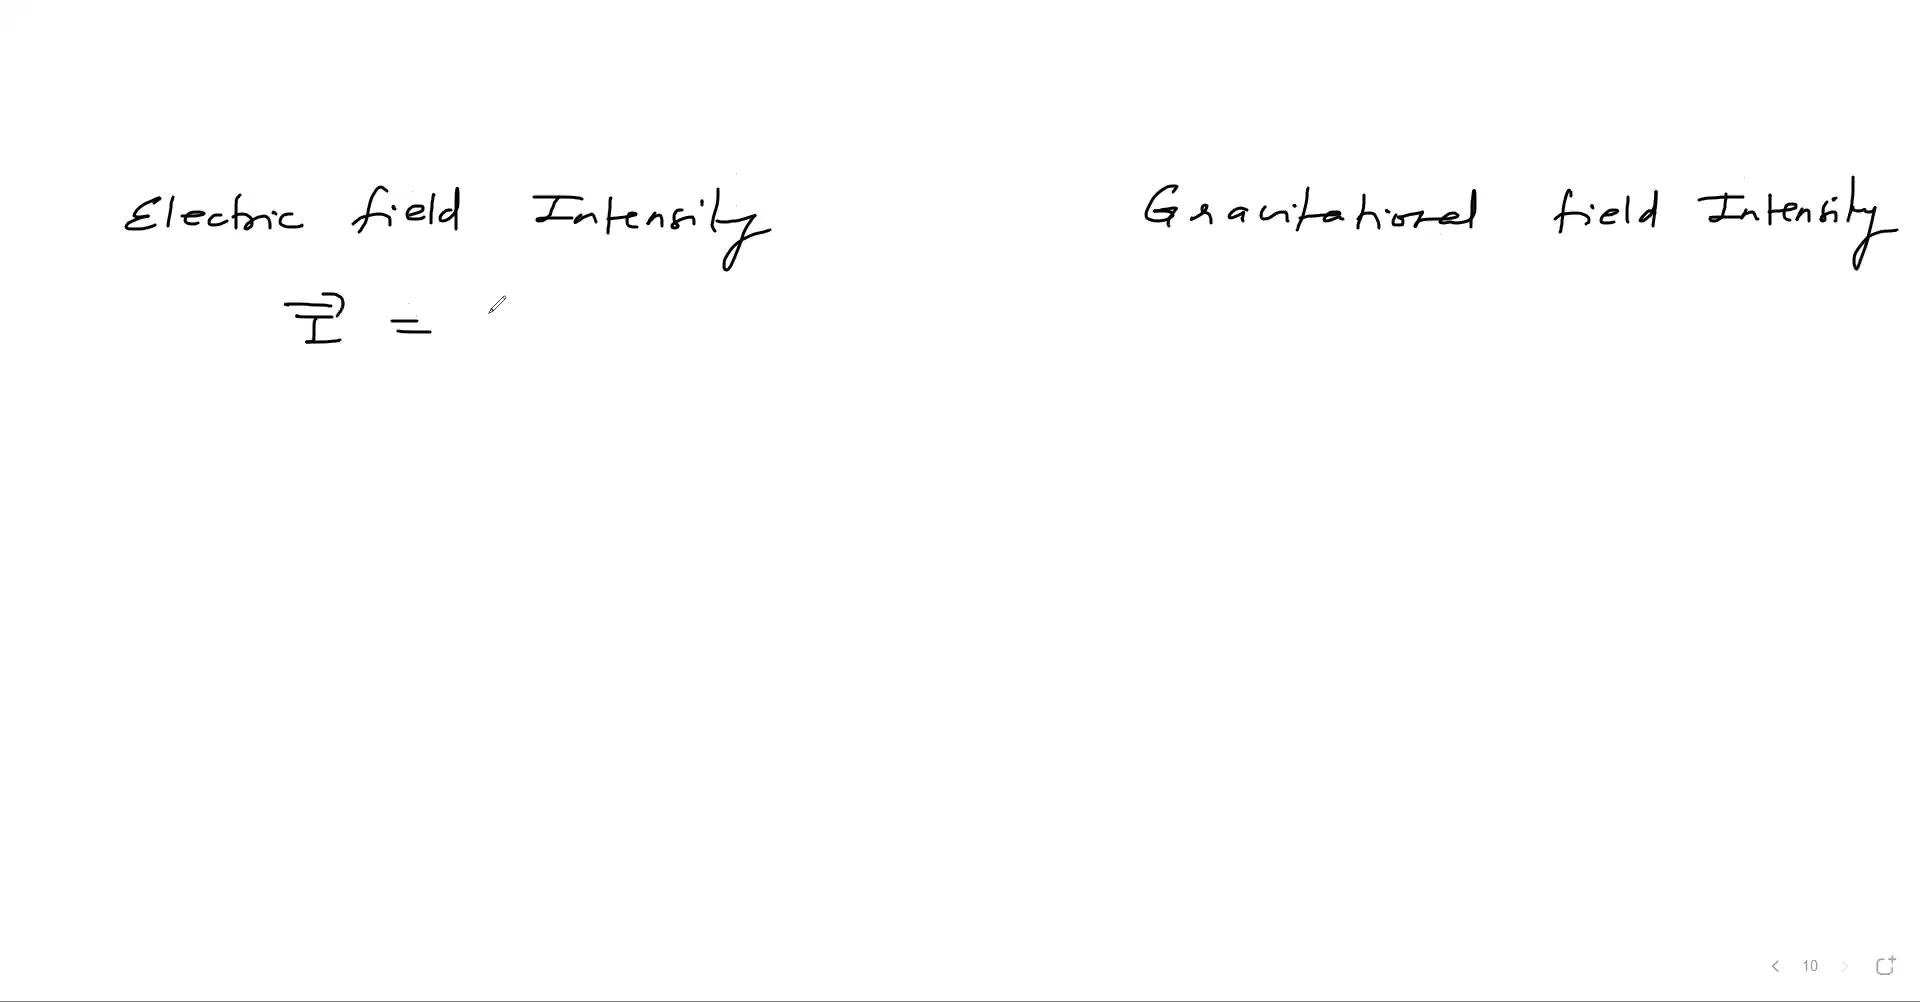 Electric field Intensity
Gravitational field Intensity
I⃗ =
10